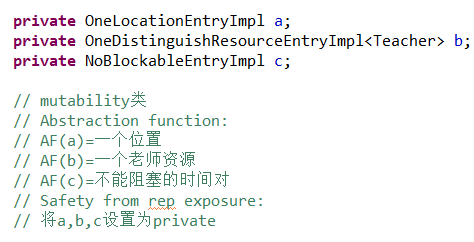 private OneLocationEntryImpl a;
private OneDistinguishResourceEntryImpl<Teacher> b;
private NoBlockableEntryImpl c;
// mutability类
// Abstraction function:
// AF(a)=一个位置
// AF(b)=一个老师资源
// AF(c)=不能阻塞的时间对
// Safety from rep exposure:
// 将a,b,c设置为private